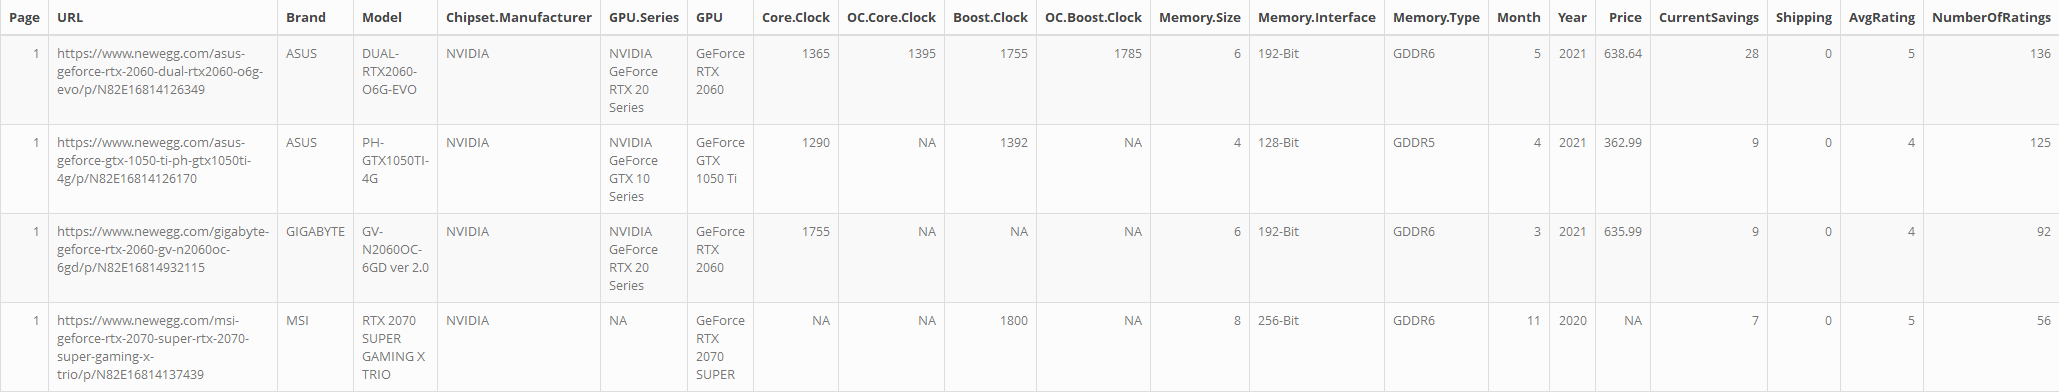 Page URL Brand Model Chipset.Manufacturer GPU.Series GPU Core.Clock OC.Core.Clock Boost.Clock OC.Boost.Clock Memory.Size Memory.Interface Memory.Type Month Year Price CurrentSavings Shipping AvgRating NumberOfRatings
1 https://www.newegg.com/asus- ASUS DUAL- NVIDIA NVIDIA GeForce 1365 1395 1755 1785 6 192-Bit GDDR6 5 2021 638.64 28 0 5 136
geforce-rtx-2060-dual-rtx2060-o6g- RTX2060- GeForce RTX
evo/p/N82E16814126349 O6G-EVO RTX 20 2060
Series
1 https://www.newegg.com/asus- ASUS PH- NVIDIA NVIDIA GeForce 1290 NA 1392 NA 4 128-Bit GDDR5 4 2021 362.99 9 0 4 125
geforce-gtx-1050-ti-ph-gtx1050ti- GTX1050TI- GeForce GTX
4g/p/N82E16814126170 4G GTX 10 1050 Ti
Series
1 https://www.newegg.com/gigabyte- GIGABYTE GV- NVIDIA NVIDIA GeForce 1755 NA NA NA 6 192-Bit GDDR6 3 2021 635.99 9 0 4 92
geforce-rtx-2060-gv-n2060oc- N2060OC- GeForce RTX
6gd/p/N82E16814932115 6GD ver 2.0 RTX 20 2060
Series
1 https://www.newegg.com/msi- MSI RTX 2070 NVIDIA NA GeForce NA NA 1800 NA 8 256-Bit GDDR6 11 2020 NA 7 0 5 56
geforce-rtx-2070-super-rtx-2070- SUPER RTX
super-gaming-x- GAMING X 2070
trio/p/N82E16814137439 TRIO SUPER